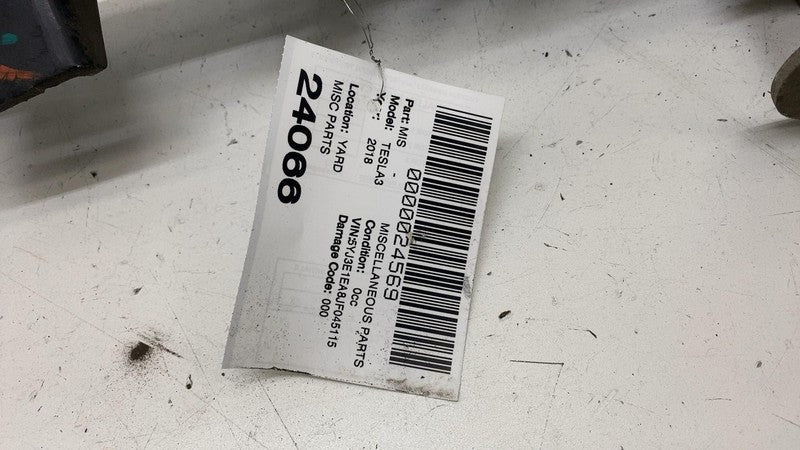 0000024569
Part: MIS - MISCELLANEOUS PARTS
Model: TESLA3 Condition: 0cc
2018 VIN:5YJ3E1EA8JF045115
Location: YARD Damage Code: 000
MISC PARTS
24066